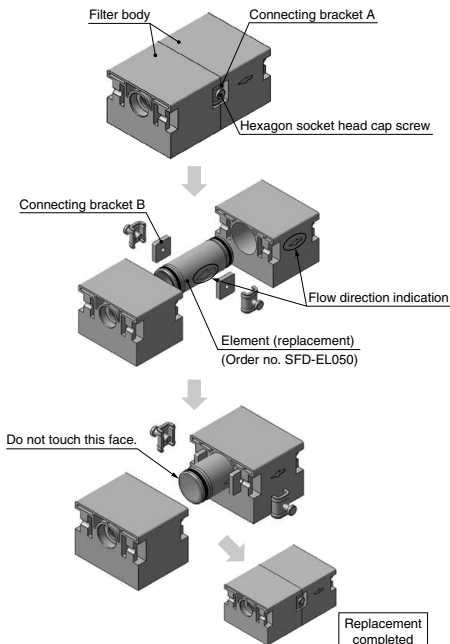 Connecting bracket A
Filter body
Hexagon socket head cap screw
Connecting bracket B
Flow direction indication
Element (replacement)
(Order no. SFD-EL050)
Do not touch this face.
Replacement
completed